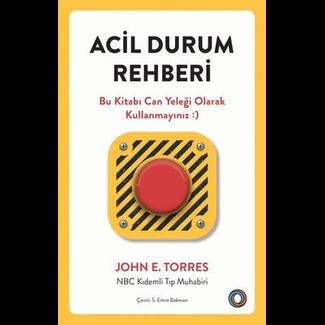 ACİL DURUM
REHBERİ
Bu Kitabı Can Yeleği Olarak
Kullanmayınız :)
JOHN E. TORRES
NBC Kıdemli Tıp Muhabiri
Çeviri: S. Emre Bekman